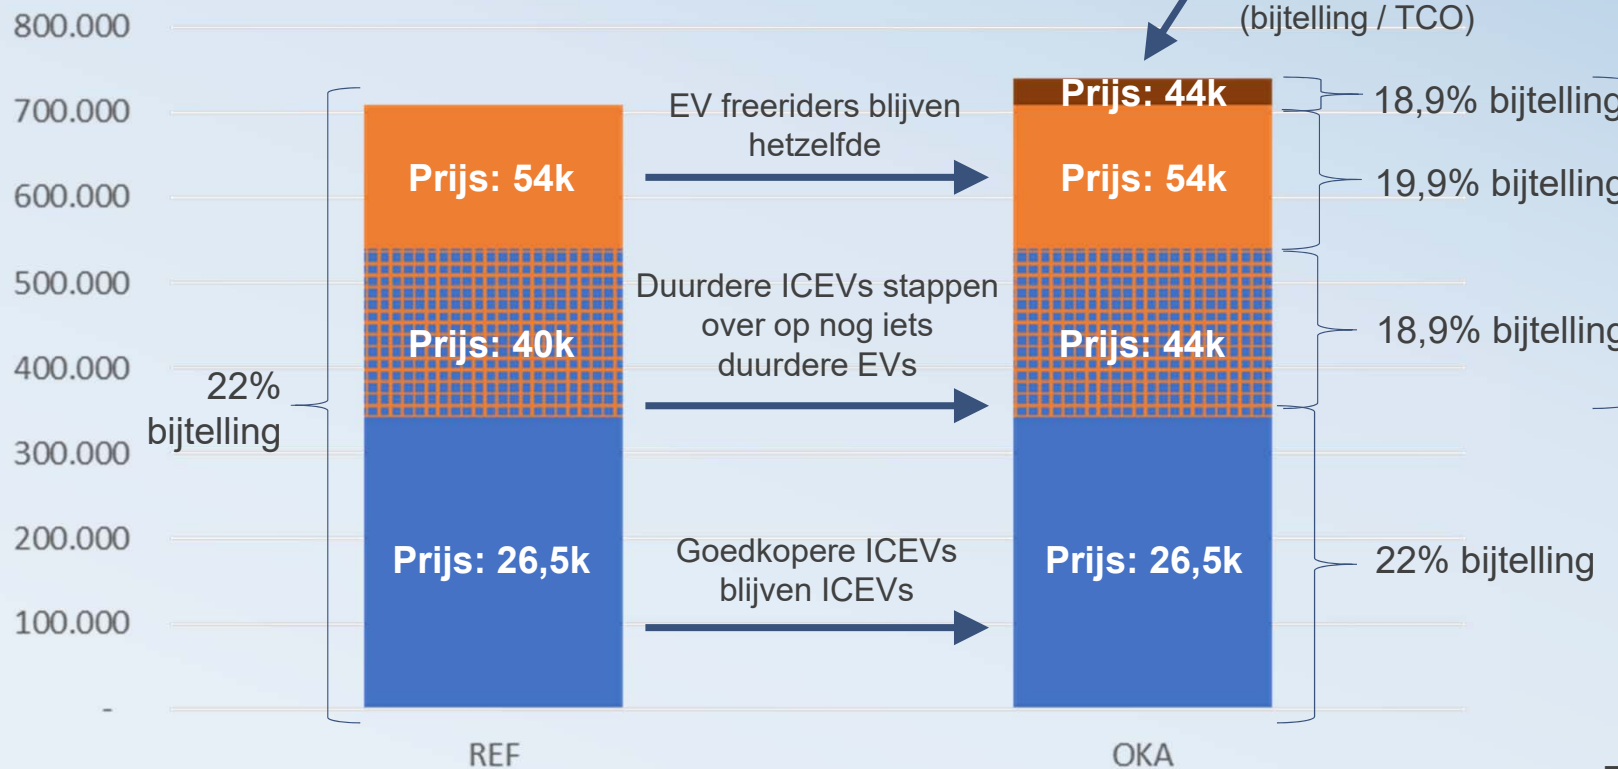 (bijtelling / TCO)
800.000
700.000
600.000
500.000
400.000
300.000
200.000
100.000
-
22%
bijtelling
Prijs: 54k
Prijs: 40k
Prijs: 26,5k
EV freeriders blijven
hetzelfde
Duurdere ICEVs stappen
over op nog iets
duurdere EVs
Goedkopere ICEVs
blijven ICEVs
Prijs: 44k
Prijs: 54k
Prijs: 44k
Prijs: 26,5k
18,9% bijtelling
19,9% bijtelling
18,9% bijtelling
22% bijtelling
REF
OKA